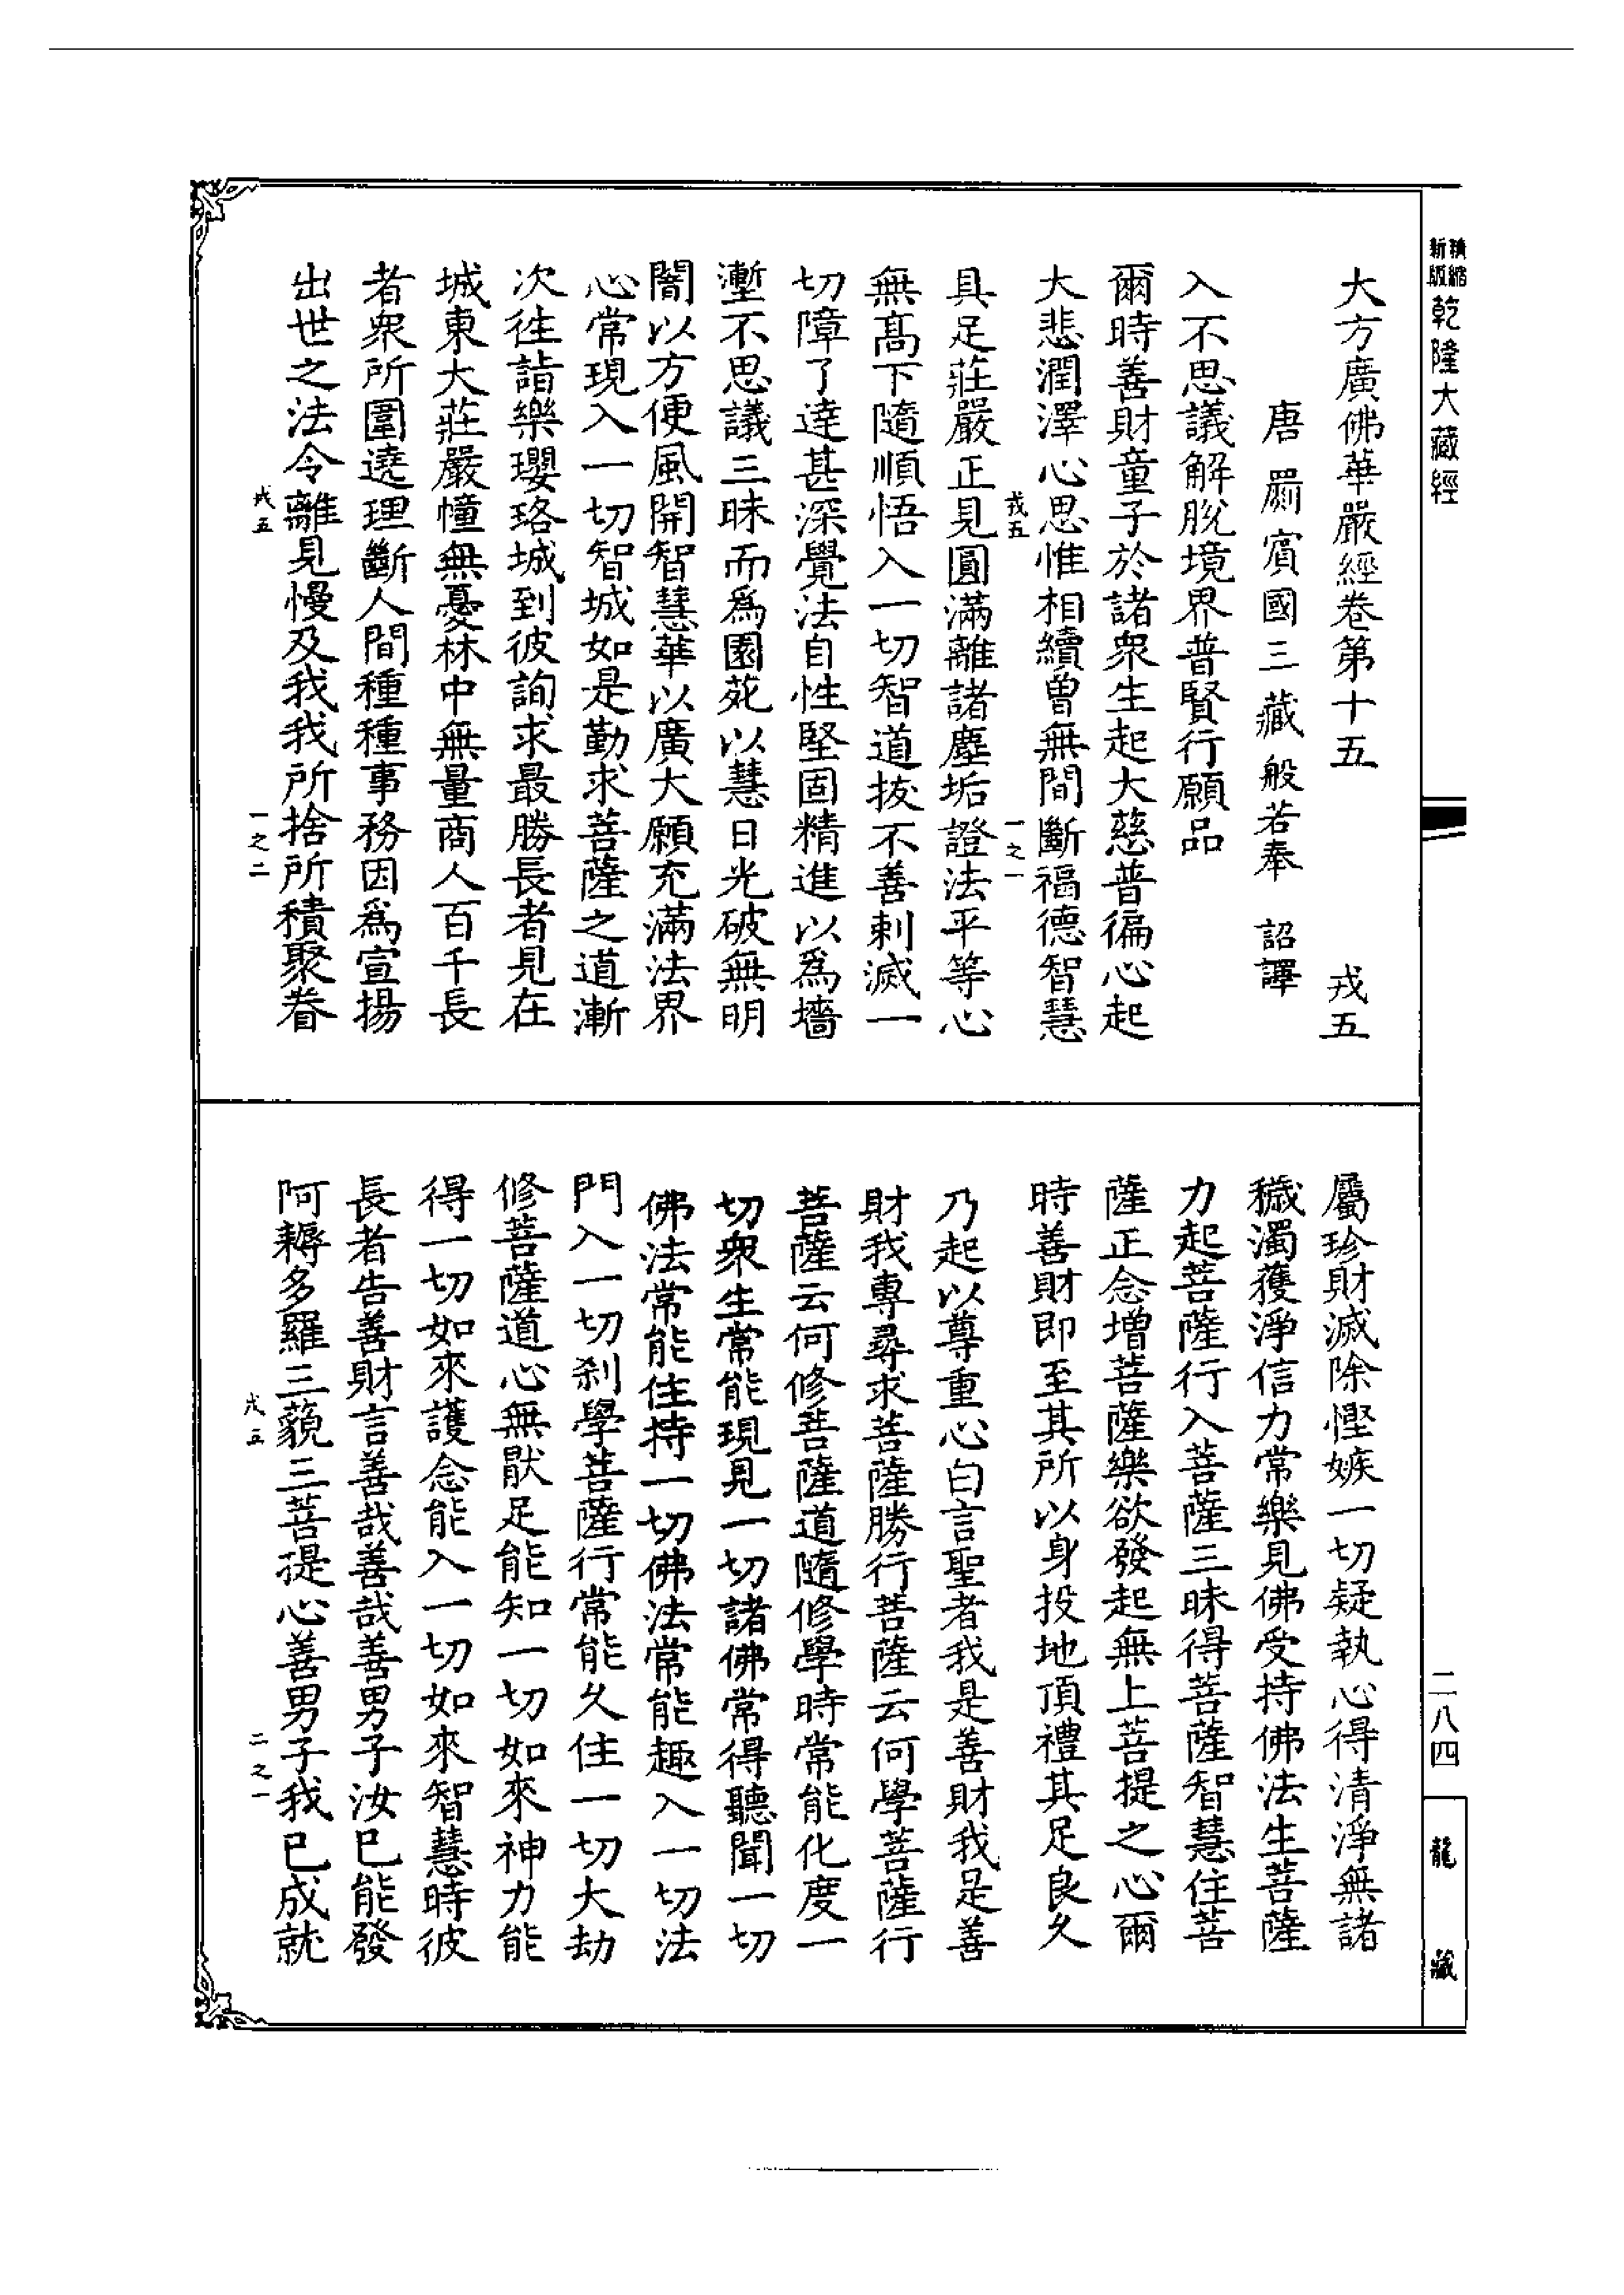 精縮新版乾隆大藏經
大方廣佛華嚴經卷第十五 戎五
唐罽賓國三藏般若奉 詔譯
入不思議解脫境界普賢行願品
爾時善財童子於諸衆生起大慈普徧心起
大悲潤澤心思惟相續曾無間斷福德智慧
戎五 一之一
具足莊嚴正見圓滿離諸塵垢證法平等心
無髙下隨順悟入一切智道拔不善刺滅一
切障了達甚深覺法自性堅固精進以爲墻
壍不思議三昧而爲園苑以慧日光破無明
闇以方便風開智慧華以廣大願充滿法界
心常現入一切智城如是勤求菩薩之道漸
次徃詣樂瓔珞城到彼詢求最勝長者見在
城東大莊嚴幢無憂林中無量商人百千長
者衆所圍遶理斷人間種種事務因爲宣揚
出世之法令離見慢及我我所捨所積聚眷
戎五 一之二
屬珍財滅除慳嫉一切疑執心得清淨無諸
穢濁獲淨信力常樂見佛受持佛法生菩薩
力起菩薩行入菩薩三昧得菩薩智慧住菩
薩正念增菩薩樂欲發起無上菩提之心爾
時善財即至其所以身投地頂禮其足良久
乃起以尊重心白言聖者我是善財我是善
財我專尋求菩薩勝行菩薩云何學菩薩行
菩薩云何修菩薩道隨修學時常能化度一
切衆生常能現見一切諸佛常得聽聞一切
佛法常能住持一切佛法常能趣入一切法
門入一切刹學菩薩行常能久住一切大劫
修菩薩道心無猒足能知一切如來神力能
得一切如來護念能入一切如來智慧時彼
長者告善財言善哉善哉善男子汝已能發
阿耨多羅三藐三菩提心善男子我已成就
戎五 二之一
二八四
龍藏